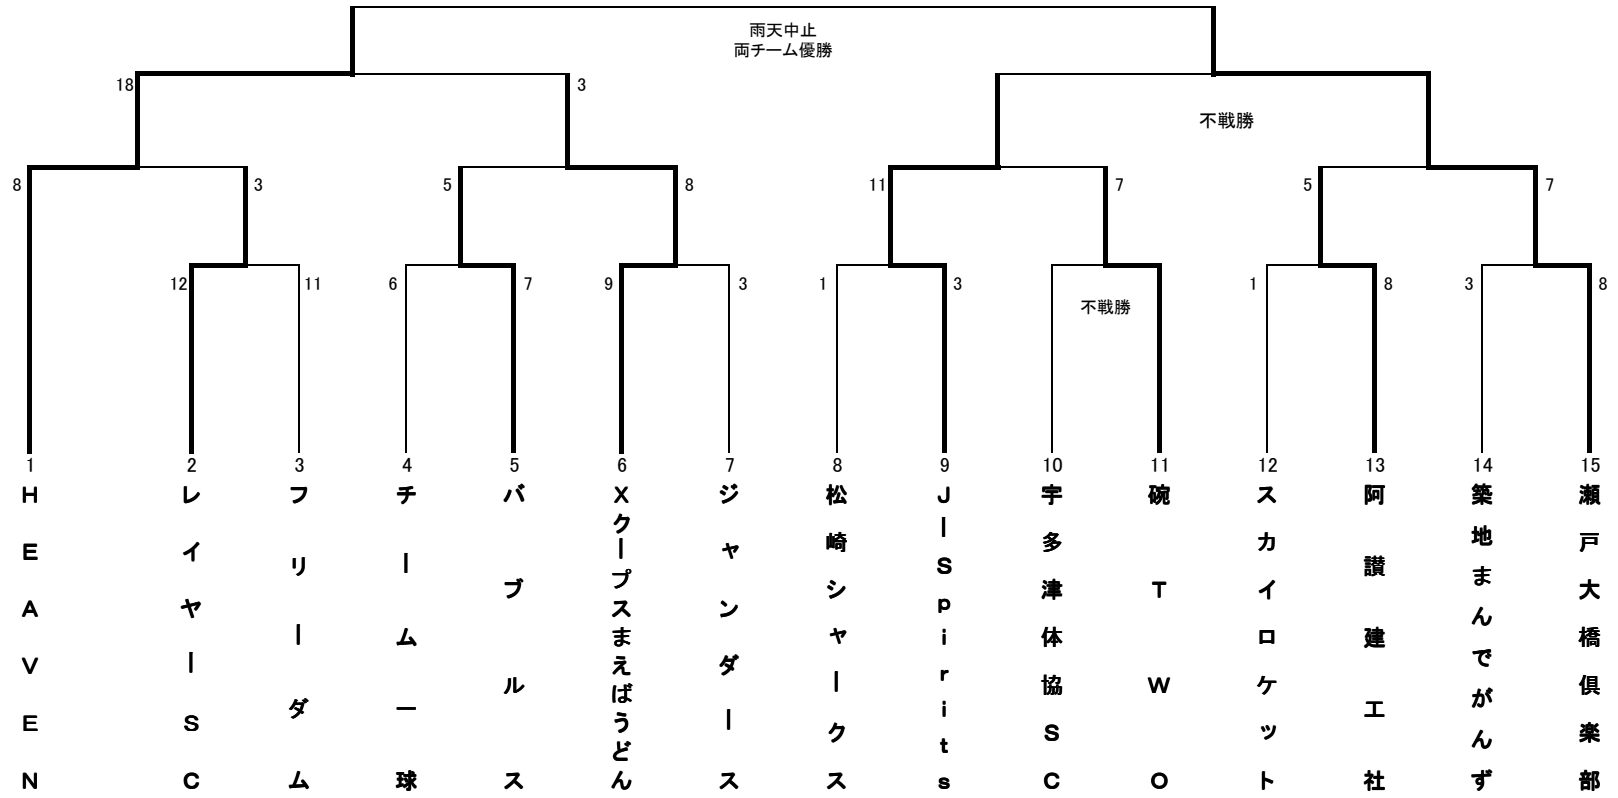 雨天中止
両チーム優勝
18 3
不戦勝
8 3 5 8 11 7 5 7
12 11 6 7 9 3 1 3 1 8 3 8
不戦勝
1 2 3 4 5 6 7 8 9 10 11 12 13 14 15
HEAVEN
レイヤーSC
フリーダム
チーム一球
バブルス
Xクープスまえばうどん
ジャンダース
松崎シャークス
J−Spirits
宇多津体協SC
碗TWO
スカイロケット
阿讃建工社
築地まんでがんず
瀬戸大橋倶楽部